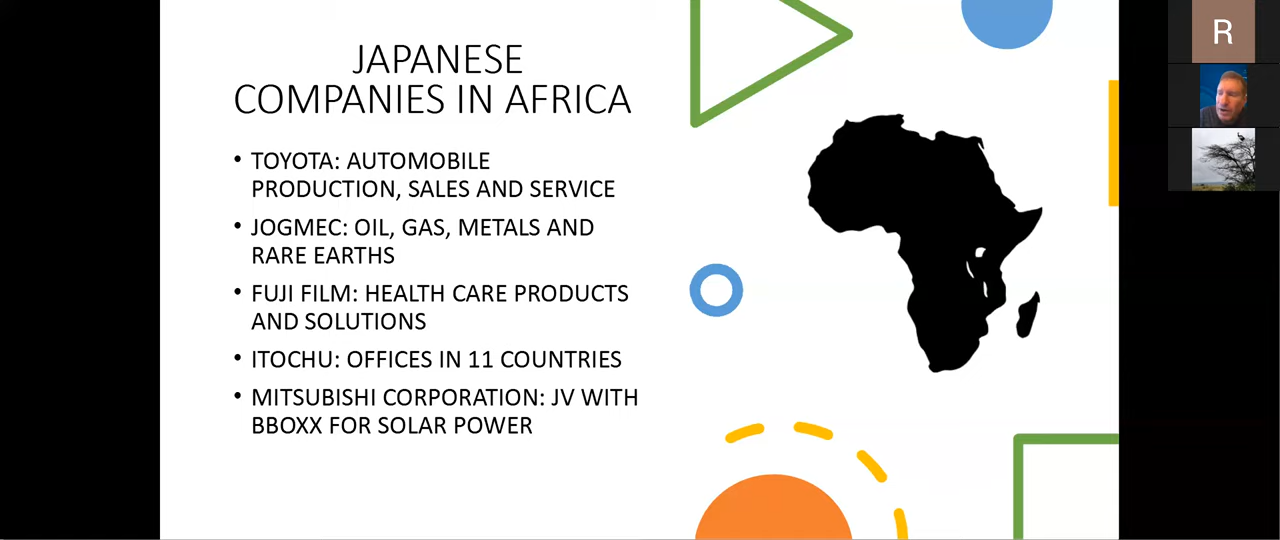 JAPANESE
COMPANIES IN AFRICA
• TOYOTA: AUTOMOBILE
PRODUCTION, SALES AND SERVICE
• JOGMEC: OIL, GAS, METALS AND
RARE EARTHS
• FUJI FILM: HEALTH CARE PRODUCTS
AND SOLUTIONS
• ITOCHU: OFFICES IN 11 COUNTRIES
• MITSUBISHI CORPORATION: JV WITH
BBOXX FOR SOLAR POWER
R